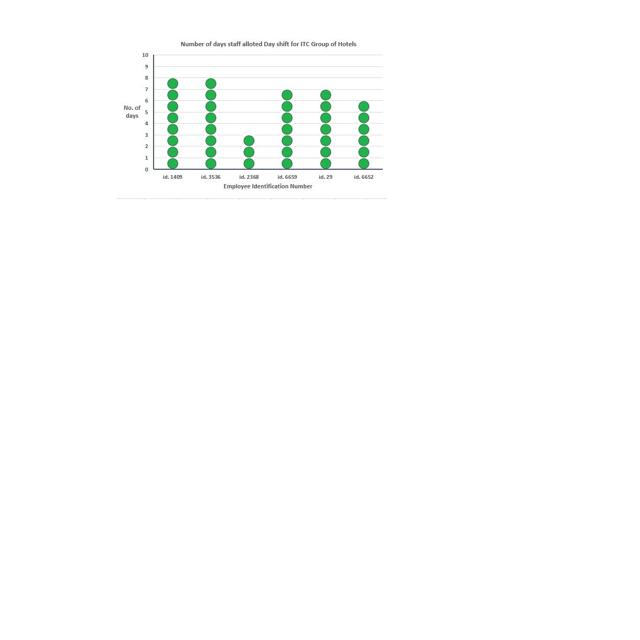 Number of days staff alloted Day shift for ITC Group of Hotels
10
9
8
7
6
5
4
3
2
1
0
No. of
days
id. 1409 id. 3536 id. 2368 id. 6659 id. 29 id. 6652
Employee Identification Number